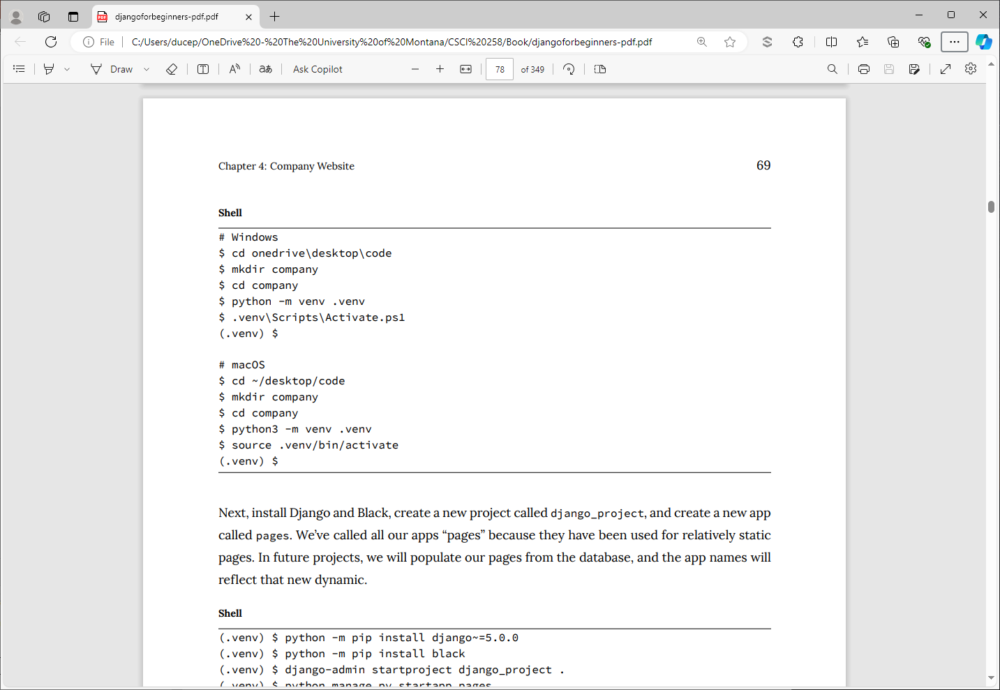 djangoforbeginners-pdf.pdf
File
C:/Users/ducep/OneDrive%20-%20The%20University%20of%20Montana/CSCI%20258/Book/djangoforbeginners-pdf.pdf
Draw
Ask Copilot
78
of 349
Chapter 4: Company Website
69
Shell
# Windows
$ cd onedrive\desktop\code
$ mkdir company
$ cd company
$ python -m venv .venv
$ .venv\Scripts\Activate.ps1
(.venv) $
# macOS
$ cd ~/desktop/code
$ mkdir company
$ cd company
$ python3 -m venv .venv
$ source .venv/bin/activate
(.venv) $
Next, install Django and Black, create a new project called django_project, and create a new app
called pages. We’ve called all our apps “pages” because they have been used for relatively static
pages. In future projects, we will populate our pages from the database, and the app names will
reflect that new dynamic.
Shell
(.venv) $ python -m pip install django~=5.0.0
(.venv) $ python -m pip install black
(.venv) $ django-admin startproject django_project .
(.venv) $ python manage.py startapp pages